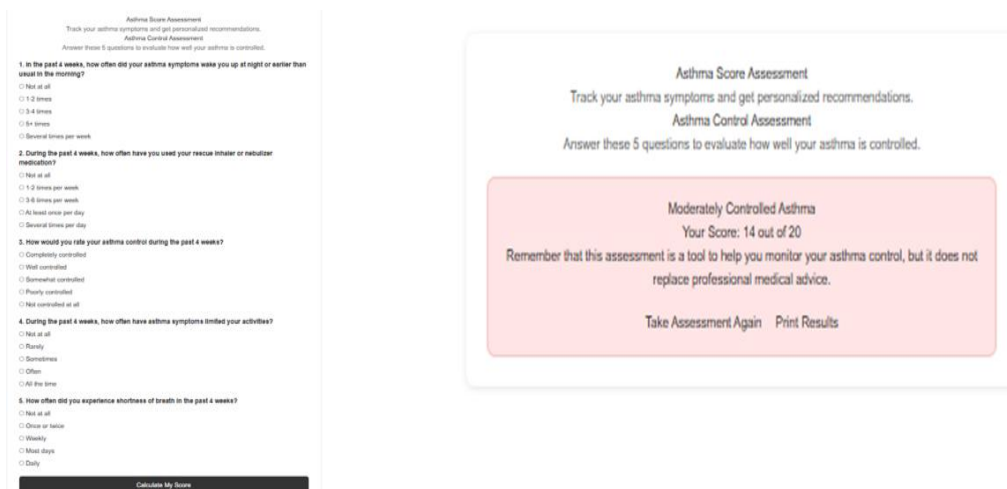 Asthma Score Assessment
Track your asthma symptoms and get personalized recommendations.
Asthma Control Assessment
Answer these 5 questions to evaluate how well your asthma is controlled.
1. In the past 4 weeks, how often did your asthma symptoms wake you up at night or earlier than
usual in the morning?
Not at all
1-2 times
3-4 times
5+ times
Several times per week
2. During the past 4 weeks, how often have you used your rescue inhaler or nebulizer
medication?
Not at all
1-2 times per week
3-6 times per week
At least once per day
Several times per day
3. How would you rate your asthma control during the past 4 weeks?
Completely controlled
Well controlled
Somewhat controlled
Poorly controlled
Not controlled at all
4. During the past 4 weeks, how often have asthma symptoms limited your activities?
Not at all
Rarely
Sometimes
Often
All the time
5. How often did you experience shortness of breath in the past 4 weeks?
Not at all
Once or twice
Weekly
Most days
Daily
Calculate My Score
Asthma Score Assessment
Track your asthma symptoms and get personalized recommendations.
Asthma Control Assessment
Answer these 5 questions to evaluate how well your asthma is controlled.
Moderately Controlled Asthma
Your Score: 14 out of 20
Remember that this assessment is a tool to help you monitor your asthma control, but it does not
replace professional medical advice.
Take Assessment Again Print Results